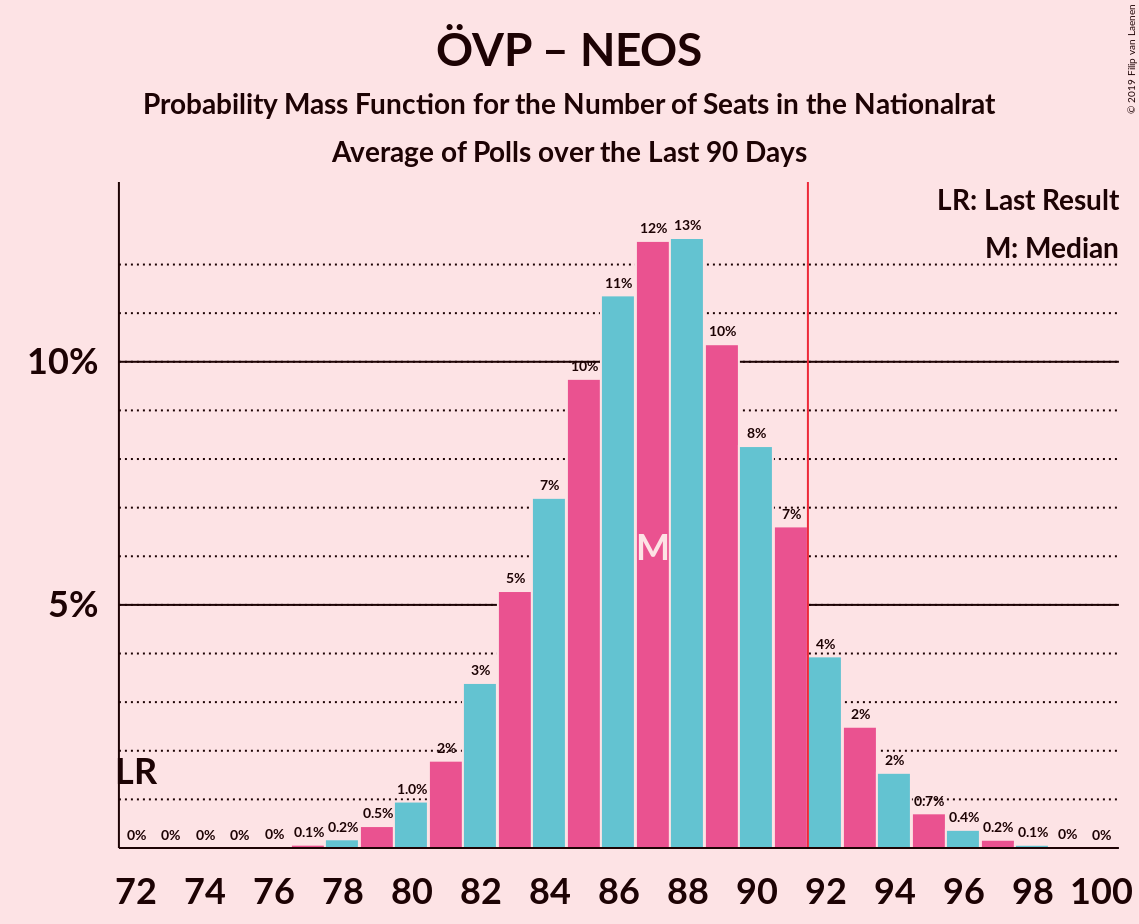 ÖVP – NEOS
Probability Mass Function for the Number of Seats in the Nationalrat
Average of Polls over the Last 90 Days
© 2019 Filip van Laenen
LR: Last Result
M: Median
10%
5%
LR
M
0% 0% 0% 0% 0% 0.1% 0.2% 0.5% 1.0% 2% 3% 5% 7% 10% 11% 12% 13% 10% 8% 7% 4% 2% 2% 0.7% 0.4% 0.2% 0.1% 0% 0%
72 74 76 78 80 82 84 86 88 90 92 94 96 98 100